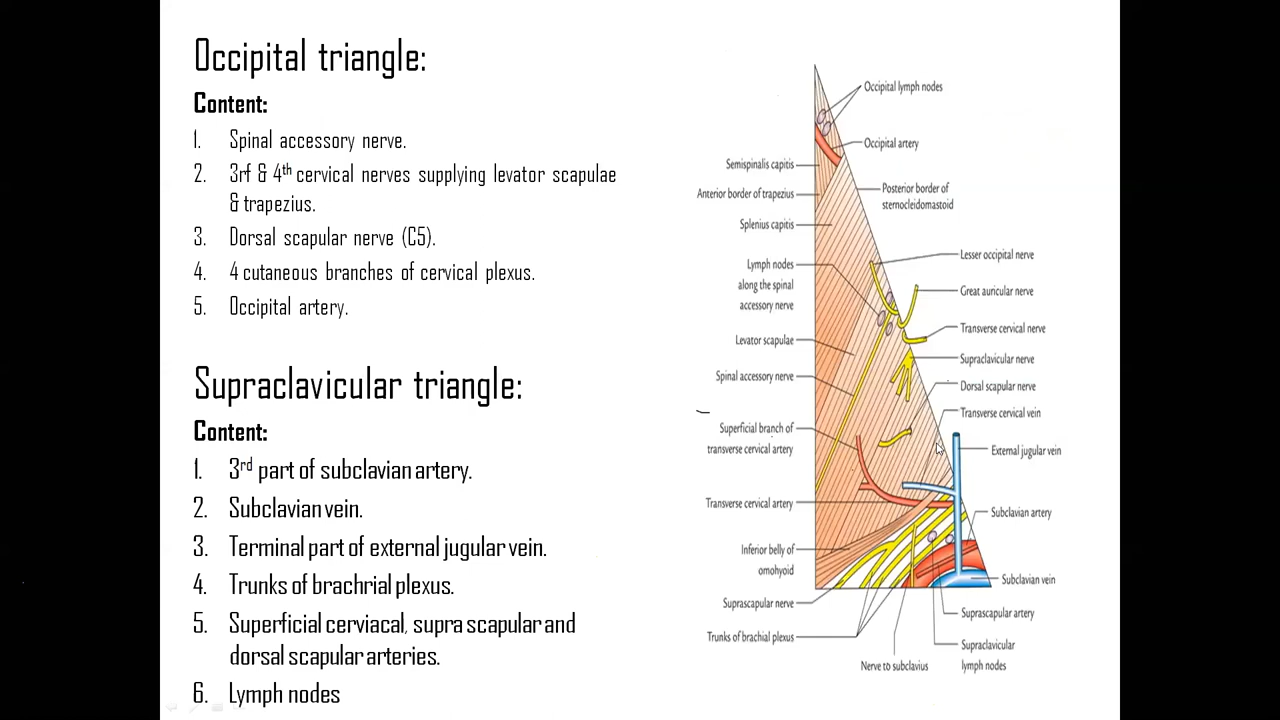 Occipital triangle:
Content:
1. Spinal accessory nerve.
2. 3rf & 4th cervical nerves supplying levator scapulae
& trapezius.
3. Dorsal scapular nerve (C5).
4. 4 cutaneous branches of cervical plexus.
5. Occipital artery.
Supraclavicular triangle:
Content:
1. 3rd part of subclavian artery.
2. Subclavian vein.
3. Terminal part of external jugular vein.
4. Trunks of brachrial plexus.
5. Superficial cerviacal, supra scapular and
dorsal scapular arteries.
6. Lymph nodes
Occipital lymph nodes
Occipital artery
Semispinalis capitis
Anterior border of trapezius
Posterior border of
sternocleidomastoid
Splenius capitis
Lesser occipital nerve
Lymph nodes
along the spinal
accessory nerve
Great auricular nerve
Transverse cervical nerve
Levator scapulae
Supraclavicular nerve
Spinal accessory nerve
Dorsal scapular nerve
Transverse cervical vein
Superficial branch of
transverse cervical artery
External jugular vein
Transverse cervical artery
Subclavian artery
Inferior belly of
omohyoid
Subclavian vein
Suprascapular nerve
Suprascapular artery
Trunks of brachial plexus
Supraclavicular
lymph nodes
Nerve to subclavius